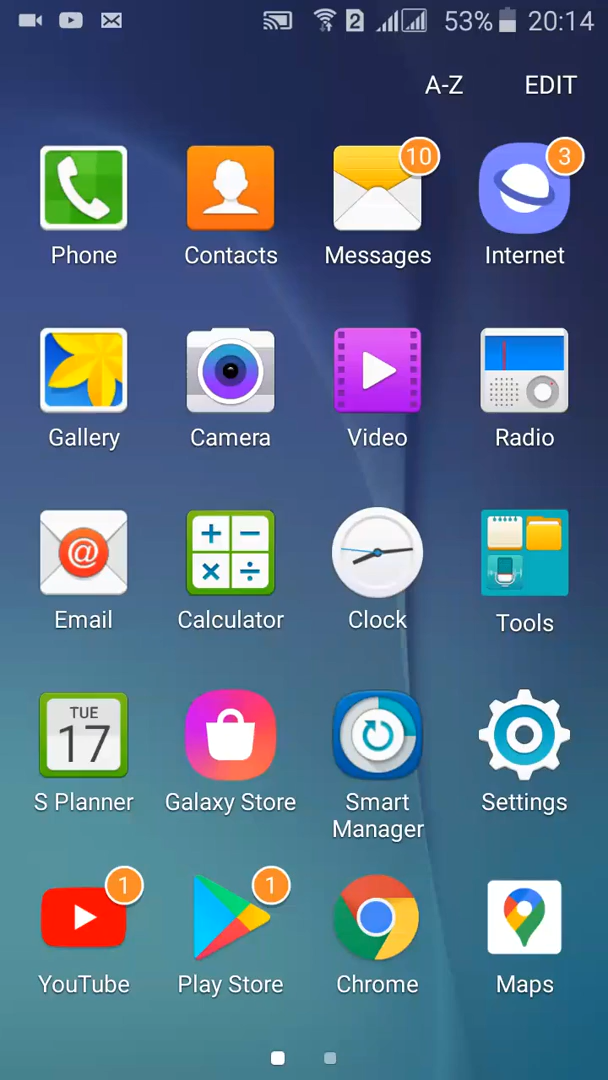 2 53% 20:14
A-Z EDIT
10 3
Phone Contacts Messages Internet
Gallery Camera Video Radio
@
Email Calculator Clock Tools
TUE
17
S Planner Galaxy Store Smart Manager Settings
1 1
YouTube Play Store Chrome Maps